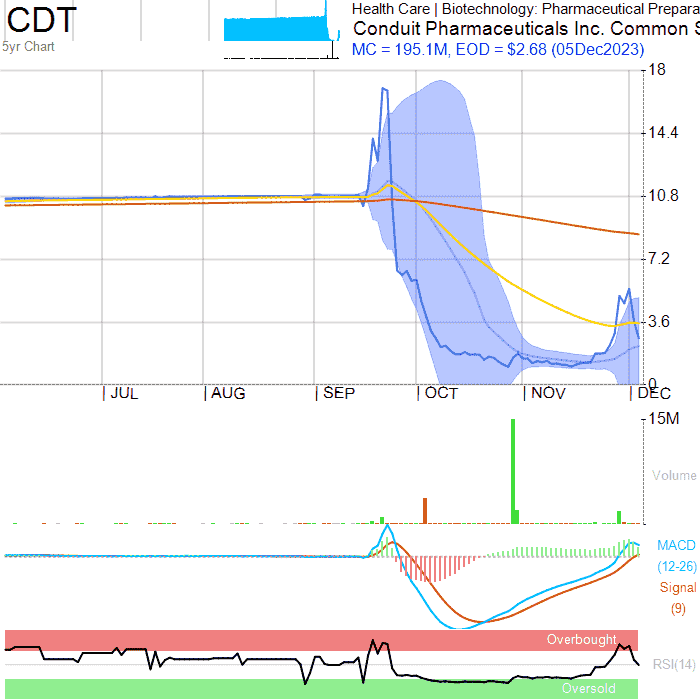 CDT
5yr Chart
Health Care | Biotechnology: Pharmaceutical Prepara
Conduit Pharmaceuticals Inc. Common S
MC = 195.1M, EOD = $2.68 (05Dec2023)
18
14.4
10.8
7.2
3.6
0
JUL AUG SEP OCT NOV DEC
15M
Volume
MACD
(12-26)
Signal
(9)
Overbought
RSI(14)
Oversold